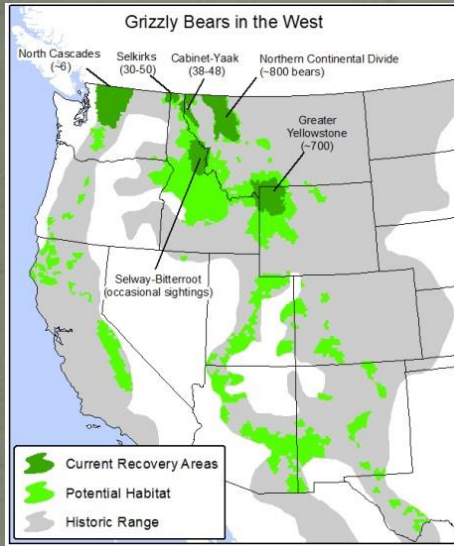 Grizzly Bears in the West
North Cascades
(~6)
Selkirks
(30-50)
Cabinet-Yaak
(38-48)
Northern Continental Divide
(~800 bears)
Greater
Yellowstone
(~700)
Selway-Bitterroot
(occasional sightings)
Current Recovery Areas
Potential Habitat
Historic Range